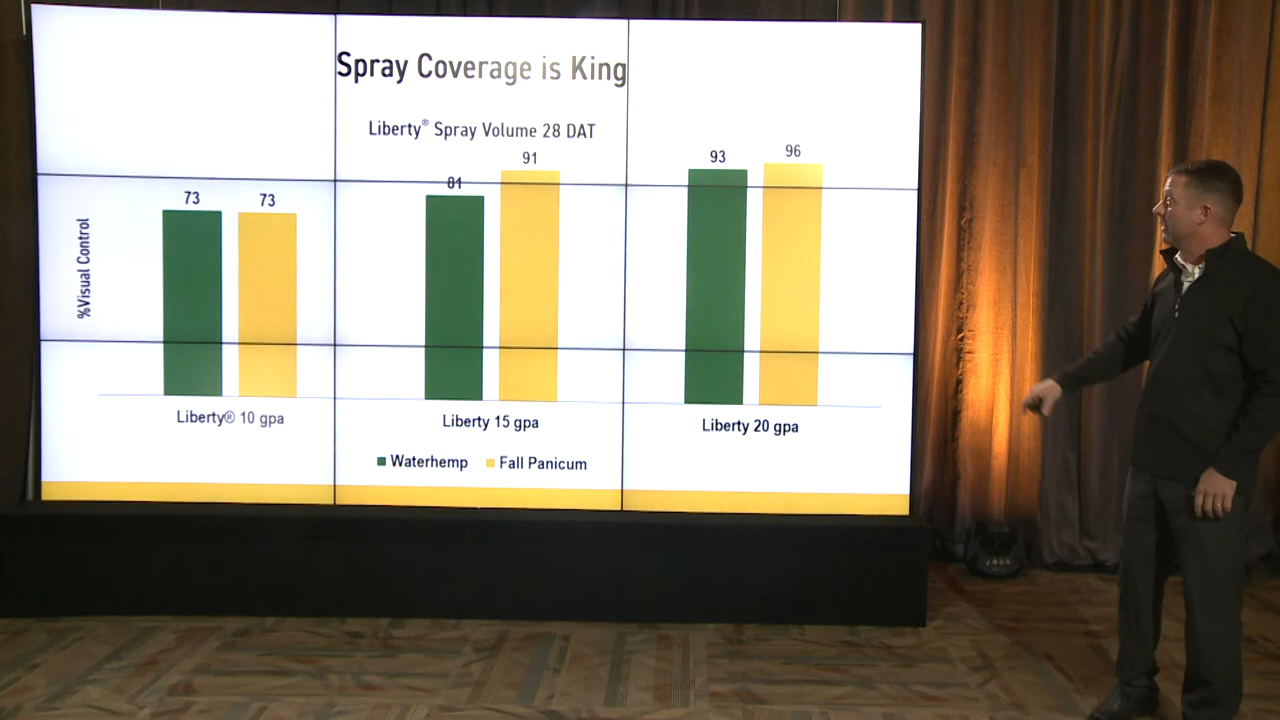 Spray Coverage is King
Liberty® Spray Volume 28 DAT
%Visual Control
73 73
81 91
93 96
Liberty® 10 gpa
Liberty 15 gpa
Liberty 20 gpa
Waterhemp Fall Panicum